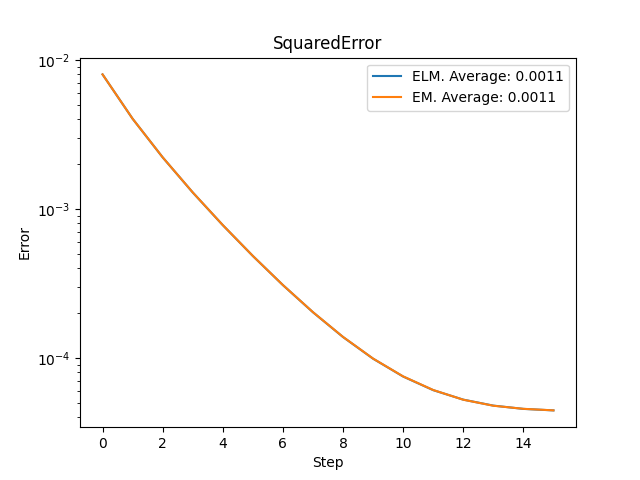 SquaredError
ELM. Average: 0.0011
EM. Average: 0.0011
Error
10⁻²
10⁻³
10⁻⁴
0 2 4 6 8 10 12 14
Step